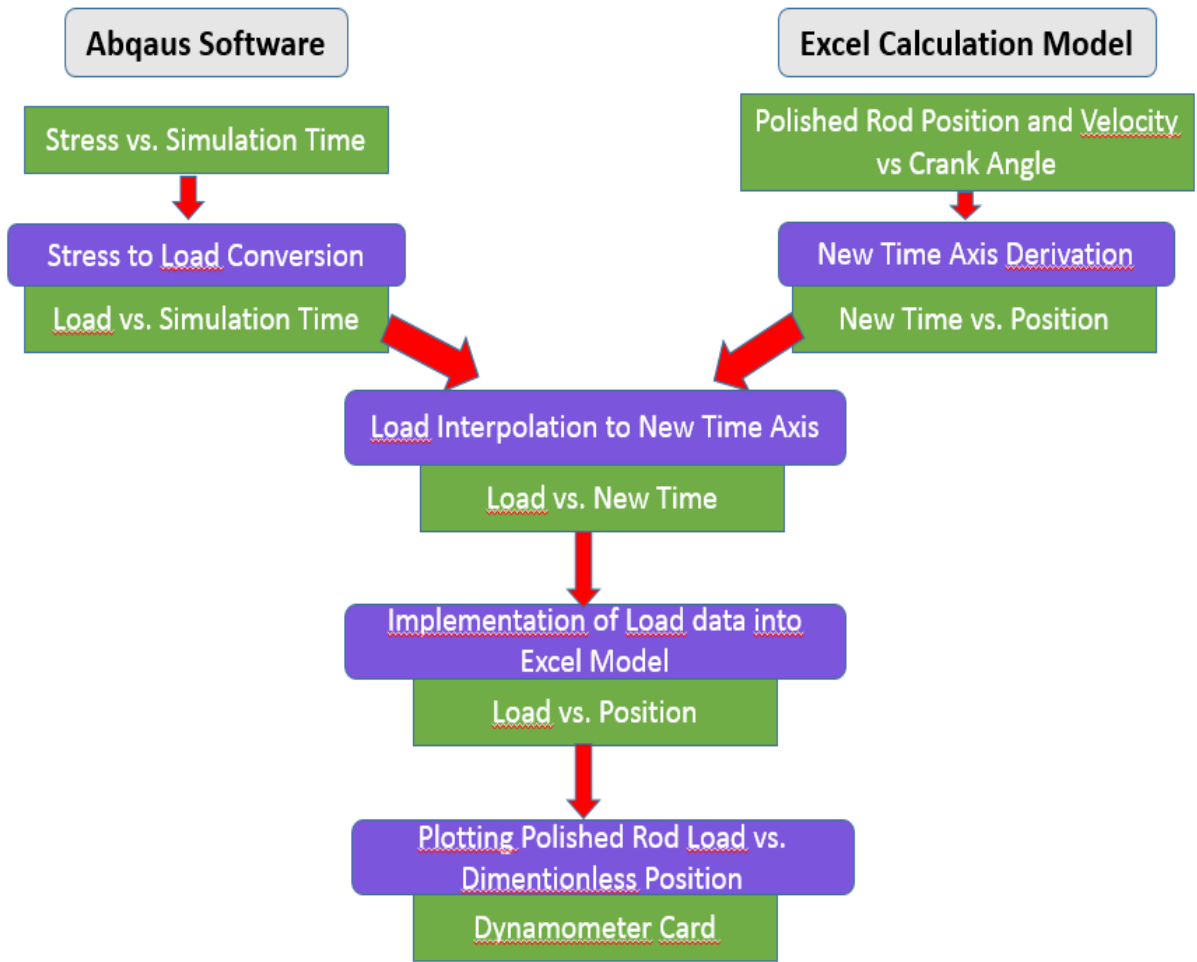 Abqaus Software
Excel Calculation Model
Stress vs. Simulation Time
Polished Rod Position and Velocity
vs Crank Angle
Stress to Load Conversion
New Time Axis Derivation
Load vs. Simulation Time
New Time vs. Position
Load Interpolation to New Time Axis
Load vs. New Time
Implementation of Load data into
Excel Model
Load vs. Position
Plotting Polished Rod Load vs.
Dimentionless Position
Dynamometer Card